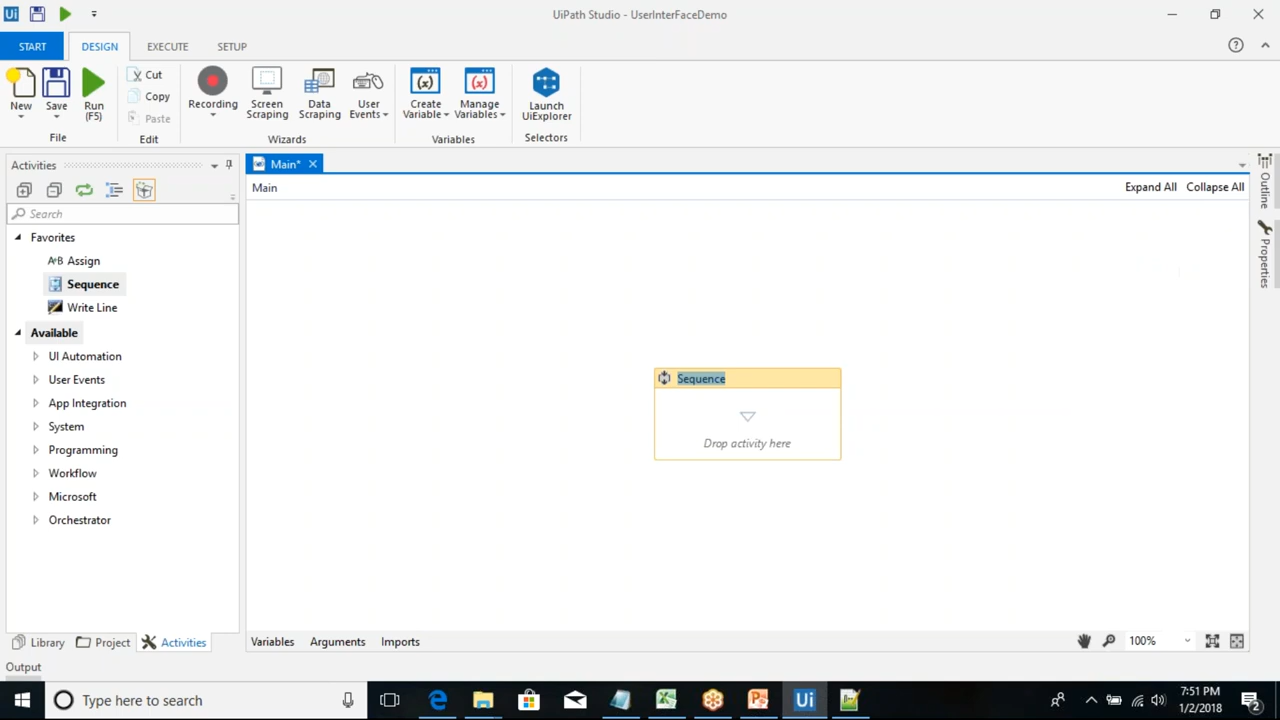 Ui
UiPath Studio - UserInterFaceDemo
START
DESIGN
EXECUTE
SETUP
New
Save
Run
(F5)
File
Cut
Copy
Paste
Edit
Recording
Screen
Scraping
Data
Scraping
User
Events
Wizards
Create
Variable
Manage
Variables
Variables
Launch
UiExplorer
Selectors
Activities
Search
Favorites
A+B Assign
Sequence
Write Line
Available
UI Automation
User Events
App Integration
System
Programming
Workflow
Microsoft
Orchestrator
Library
Project
Activities
Output
Main*
Main
Expand All
Collapse All
Sequence
Drop activity here
Variables
Arguments
Imports
100%
Outline
Properties
Type here to search
Ui
7:51 PM
1/2/2018
2